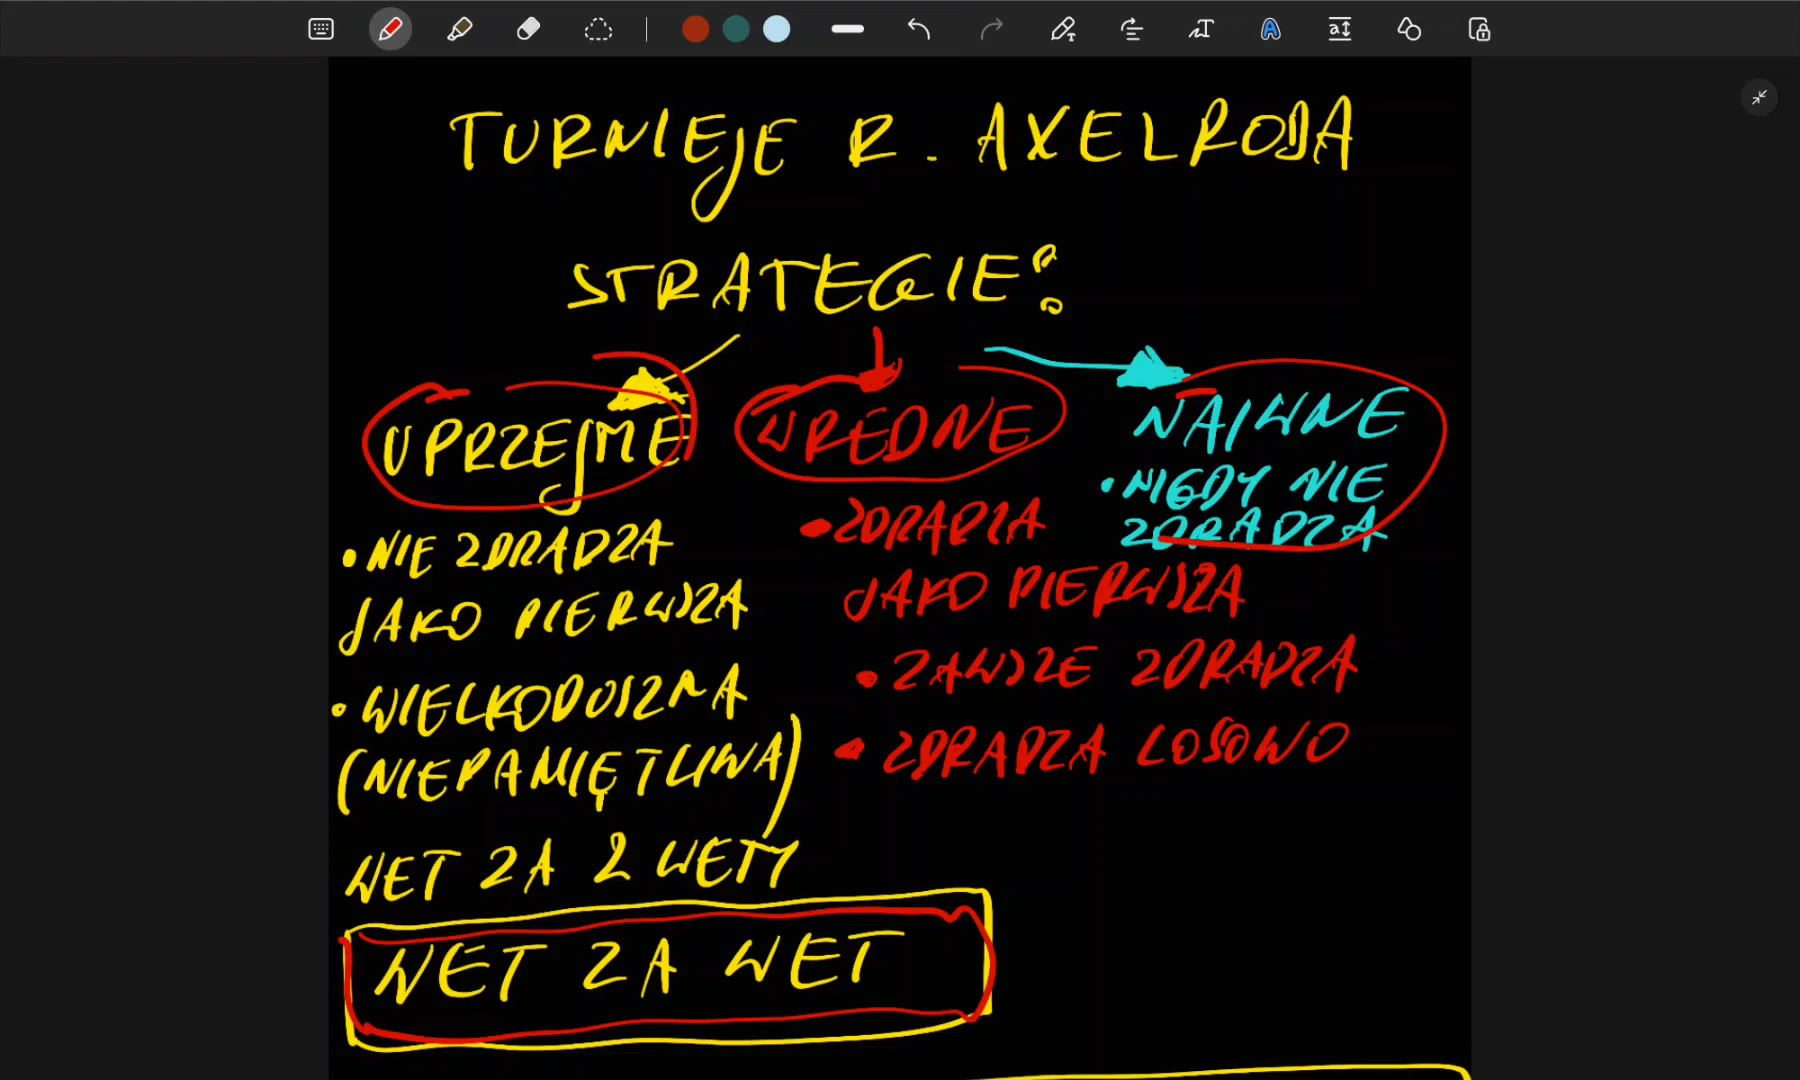 TURNIEJE R. AXELRODA
STRATEGIE:
UPRZEJME
• NIE ZDRADZA
JAKO PIERWSZA
• WIELKODUSZNA
(NIEPAMIĘTLIWA)
WET ZA 2 WETY
WET ZA WET
WREDNE
• ZDRADZA
JAKO PIERWSZA
• ZAWSZE ZDRADZA
• ZDRADZA LOSOWO
NAIWNE
• NIGDY NIE
ZDRADZA